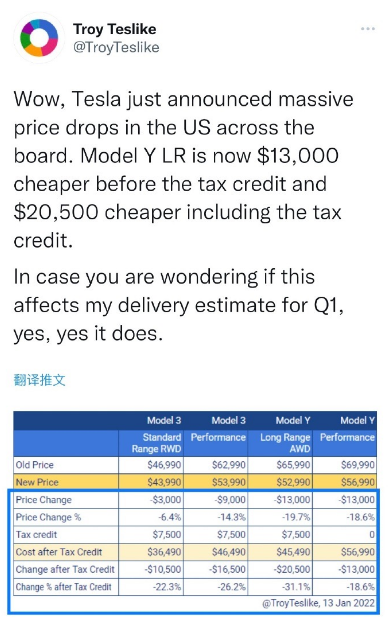 Troy Teslike
@TroyTeslike
Wow, Tesla just announced massive
price drops in the US across the
board. Model Y LR is now $13,000
cheaper before the tax credit and
$20,500 cheaper including the tax
credit.
In case you are wondering if this
affects my delivery estimate for Q1,
yes, yes it does.
翻译推文
Model 3 Model 3 Model Y Model Y
Standard Performance Long Range Performance
Range RWD AWD
Old Price $46,990 $62,990 $65,990 $69,990
New Price $43,990 $53,990 $52,990 $56,990
Price Change -$3,000 -$9,000 -$13,000 -$13,000
Price Change % -6.4% -14.3% -19.7% -18.6%
Tax credit $7,500 $7,500 $7,500 0
Cost after Tax Credit $36,490 $46,490 $45,490 $56,990
Change after Tax Credit -$10,500 -$16,500 -$20,500 -$13,000
Change % after Tax Credit -22.3% -26.2% -31.1% -18.6%
@TroyTeslike, 13 Jan 2022